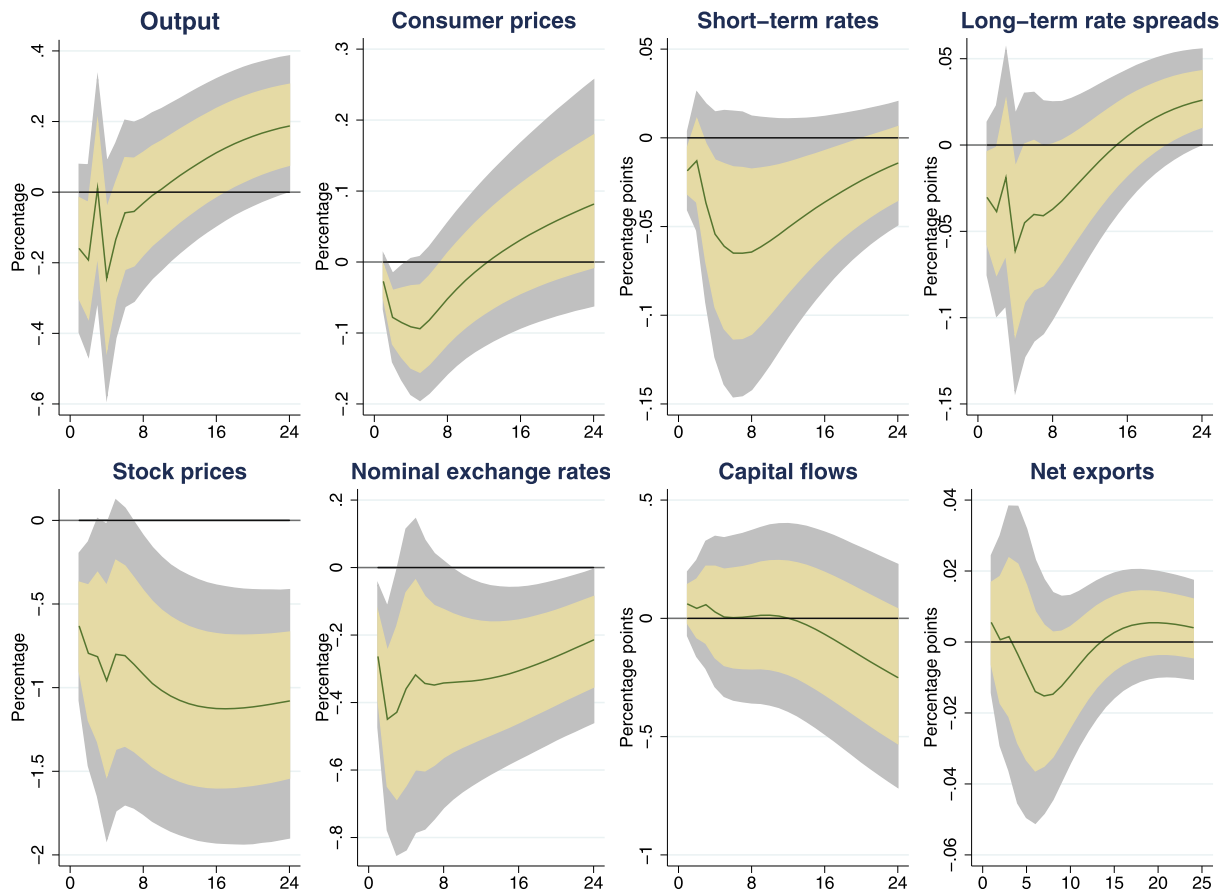 Output
Percentage
.4
.2
0
−.2
−.4
−.6
0 8 16 24
Consumer prices
Percentage
.3
.2
.1
0
−.1
−.2
0 8 16 24
Short−term rates
Percentage points
.05
0
−.05
−.1
−.15
0 8 16 24
Long−term rate spreads
Percentage points
.05
0
−.05
−.1
−.15
0 8 16 24
Stock prices
Percentage
0
−.5
−1
−1.5
−2
0 8 16 24
Nominal exchange rates
Percentage
.2
0
−.2
−.4
−.6
−.8
0 8 16 24
Capital flows
Percentage points
.5
0
−.5
−1
0 8 16 24
Net exports
Percentage points
.04
.02
0
−.02
−.04
−.06
0 5 10 15 20 25